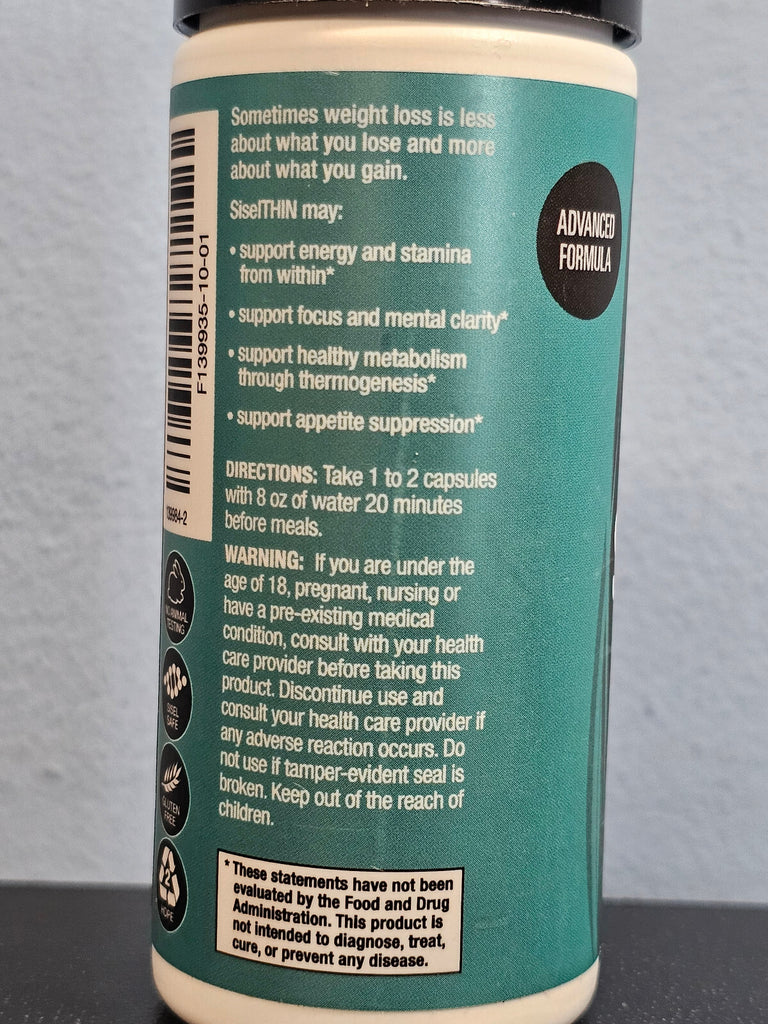 Sometimes weight loss is less
about what you lose and more
about what you gain.
SiselTHIN may:
• support energy and stamina
from within*
• support focus and mental clarity*
• support healthy metabolism
through thermogenesis*
• support appetite suppression*
DIRECTIONS: Take 1 to 2 capsules
with 8 oz of water 20 minutes
before meals.
WARNING: If you are under the
age of 18, pregnant, nursing or
have a pre-existing medical
condition, consult with your health
care provider before taking this
product. Discontinue use and
consult your health care provider if
any adverse reaction occurs. Do
not use if tamper-evident seal is
broken. Keep out of the reach of
children.
* These statements have not been
evaluated by the Food and Drug
Administration. This product is
not intended to diagnose, treat,
cure, or prevent any disease.
ADVANCED
FORMULA
F139935-10-01
ANIMAL
TESTING
SISEL
SAFE
GLUTEN
FREE
2
HDPE